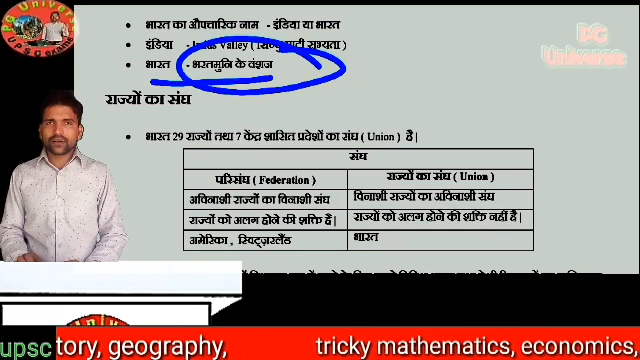 भारत का औपचारिक नाम - इंडिया या भारत
PG
Universe
इंडिया - Indus Valley ( सिन्धु घाटी सभ्यता )
भारत - भरतमुनि के वंशज
राज्यों का संघ
भारत 29 राज्यों तथा 7 केंद्र शासित प्रदेशों का संघ (Union) है |
संघ
परिसंघ (Federation) राज्यों का संघ (Union)
अविनाशी राज्यों का विनाशी संघ विनाशी राज्यों का अविनाशी संघ
राज्यों को अलग होने की शक्ति है | राज्यों को अलग होने की शक्ति नहीं है |
अमेरिका , स्विट्ज़रलैंड भारत
upsc tory, geography, tricky mathematics, economics,